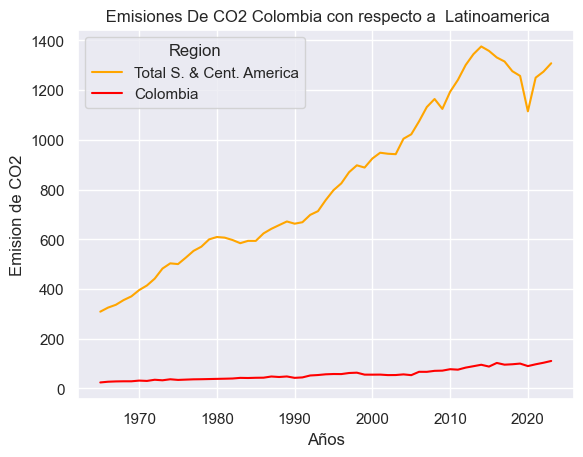 Emisiones De CO2 Colombia con respecto a  Latinoamerica
Region
Total S. & Cent. America
Colombia
Emision de CO2
1400
1200
1000
800
600
400
200
0
1970 1980 1990 2000 2010 2020
Años